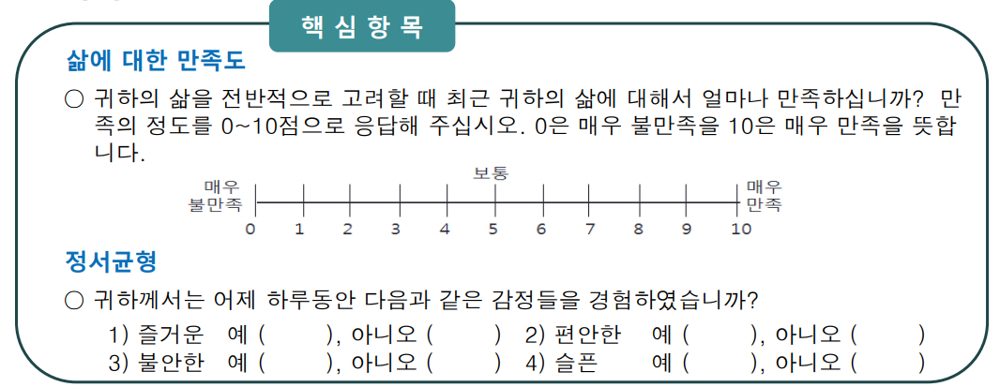 핵 심 항 목
삶에 대한 만족도
○ 귀하의 삶을 전반적으로 고려할 때 최근 귀하의 삶에 대해서 얼마나 만족하십니까? 만
족의 정도를 0~10점으로 응답해 주십시오. 0은 매우 불만족을 10은 매우 만족을 뜻합
니다.
보통
매우 매우
불만족 만족
0 1 2 3 4 5 6 7 8 9 10
정서균형
○ 귀하께서는 어제 하루동안 다음과 같은 감정들을 경험하였습니까?
1) 즐거운 예 ( ), 아니오 ( ) 2) 편안한 예 ( ), 아니오 ( )
3) 불안한 예 ( ), 아니오 ( ) 4) 슬픈 예 ( ), 아니오 ( )